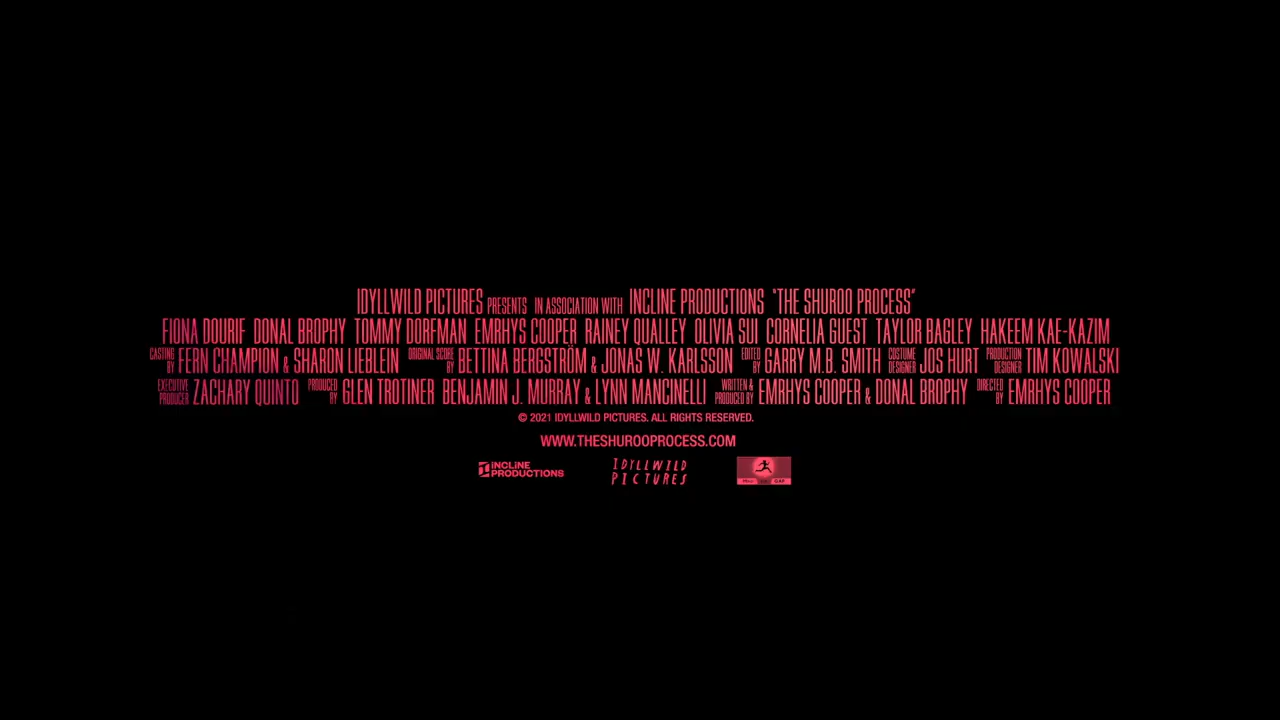 IDYLLWILD PICTURES PRESENTS IN ASSOCIATION WITH INCLINE PRODUCTIONS "THE SHUROO PROCESS"
FIONA DOURIF DONAL BROPHY TOMMY DORFMAN EMRHYS COOPER RAINEY QUALLEY OLIVIA SUI CORNELIA GUEST TAYLOR BAGLEY HAKEEM KAE-KAZIM
CASTING BY FERN CHAMPION & SHARON LIEBLEIN ORIGINAL SCORE BY BETTINA BERGSTRÖM & JONAS W. KARLSSON EDITED BY GARRY M.B. SMITH COSTUME DESIGNER JOS HURT PRODUCTION DESIGNER TIM KOWALSKI
EXECUTIVE PRODUCER ZACHARY QUINTO PRODUCED BY GLEN TROTINER BENJAMIN J. MURRAY & LYNN MANCINELLI WRITTEN & PRODUCED BY EMRHYS COOPER & DONAL BROPHY DIRECTED BY EMRHYS COOPER
© 2021 IDYLLWILD PICTURES. ALL RIGHTS RESERVED.
WWW.THESHUROOPROCESS.COM
INCLINE PRODUCTIONS
IDYLLWILD PICTURES
GAP